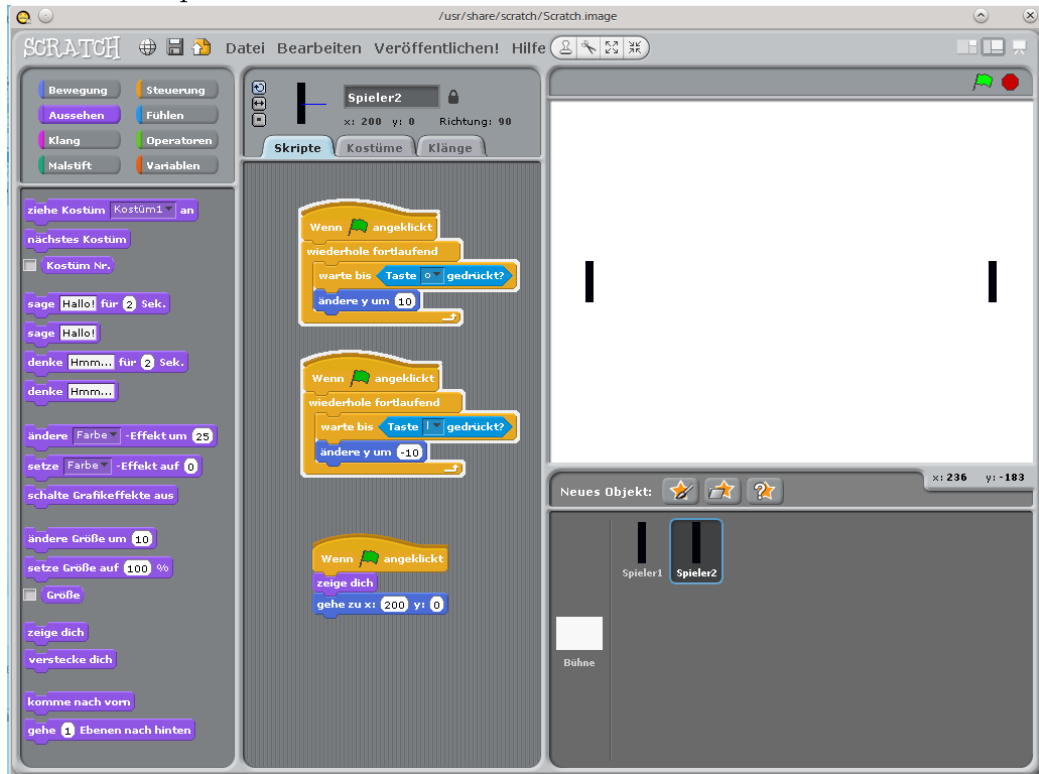 /usr/share/scratch/Scratch.image
SCRATCH Datei Bearbeiten Veröffentlichen! Hilfe
Bewegung Steuerung
Aussehen Fühlen
Klang Operatoren
Malstift Variablen
ziehe Kostüm Kostüm1 an
nächstes Kostüm
Kostüm Nr.
sage Hallo! für 2 Sek.
sage Hallo!
denke Hmm... für 2 Sek.
denke Hmm...
ändere Farbe -Effekt um 25
setze Farbe -Effekt auf 0
schalte Grafikeffekte aus
ändere Größe um 10
setze Größe auf 100 %
Größe
zeige dich
verstecke dich
komme nach vorn
gehe 1 Ebenen nach hinten
Spieler2
x: 200 y: 0 Richtung: 90
Skripte Kostüme Klänge
Wenn angeklickt
wiederhole fortlaufend
warte bis Taste o gedrückt?
ändere y um 10
Wenn angeklickt
wiederhole fortlaufend
warte bis Taste l gedrückt?
ändere y um -10
Wenn angeklickt
zeige dich
gehe zu x: 200 y: 0
x: 236 y: -183
Neues Objekt:
Spieler1 Spieler2
Bühne